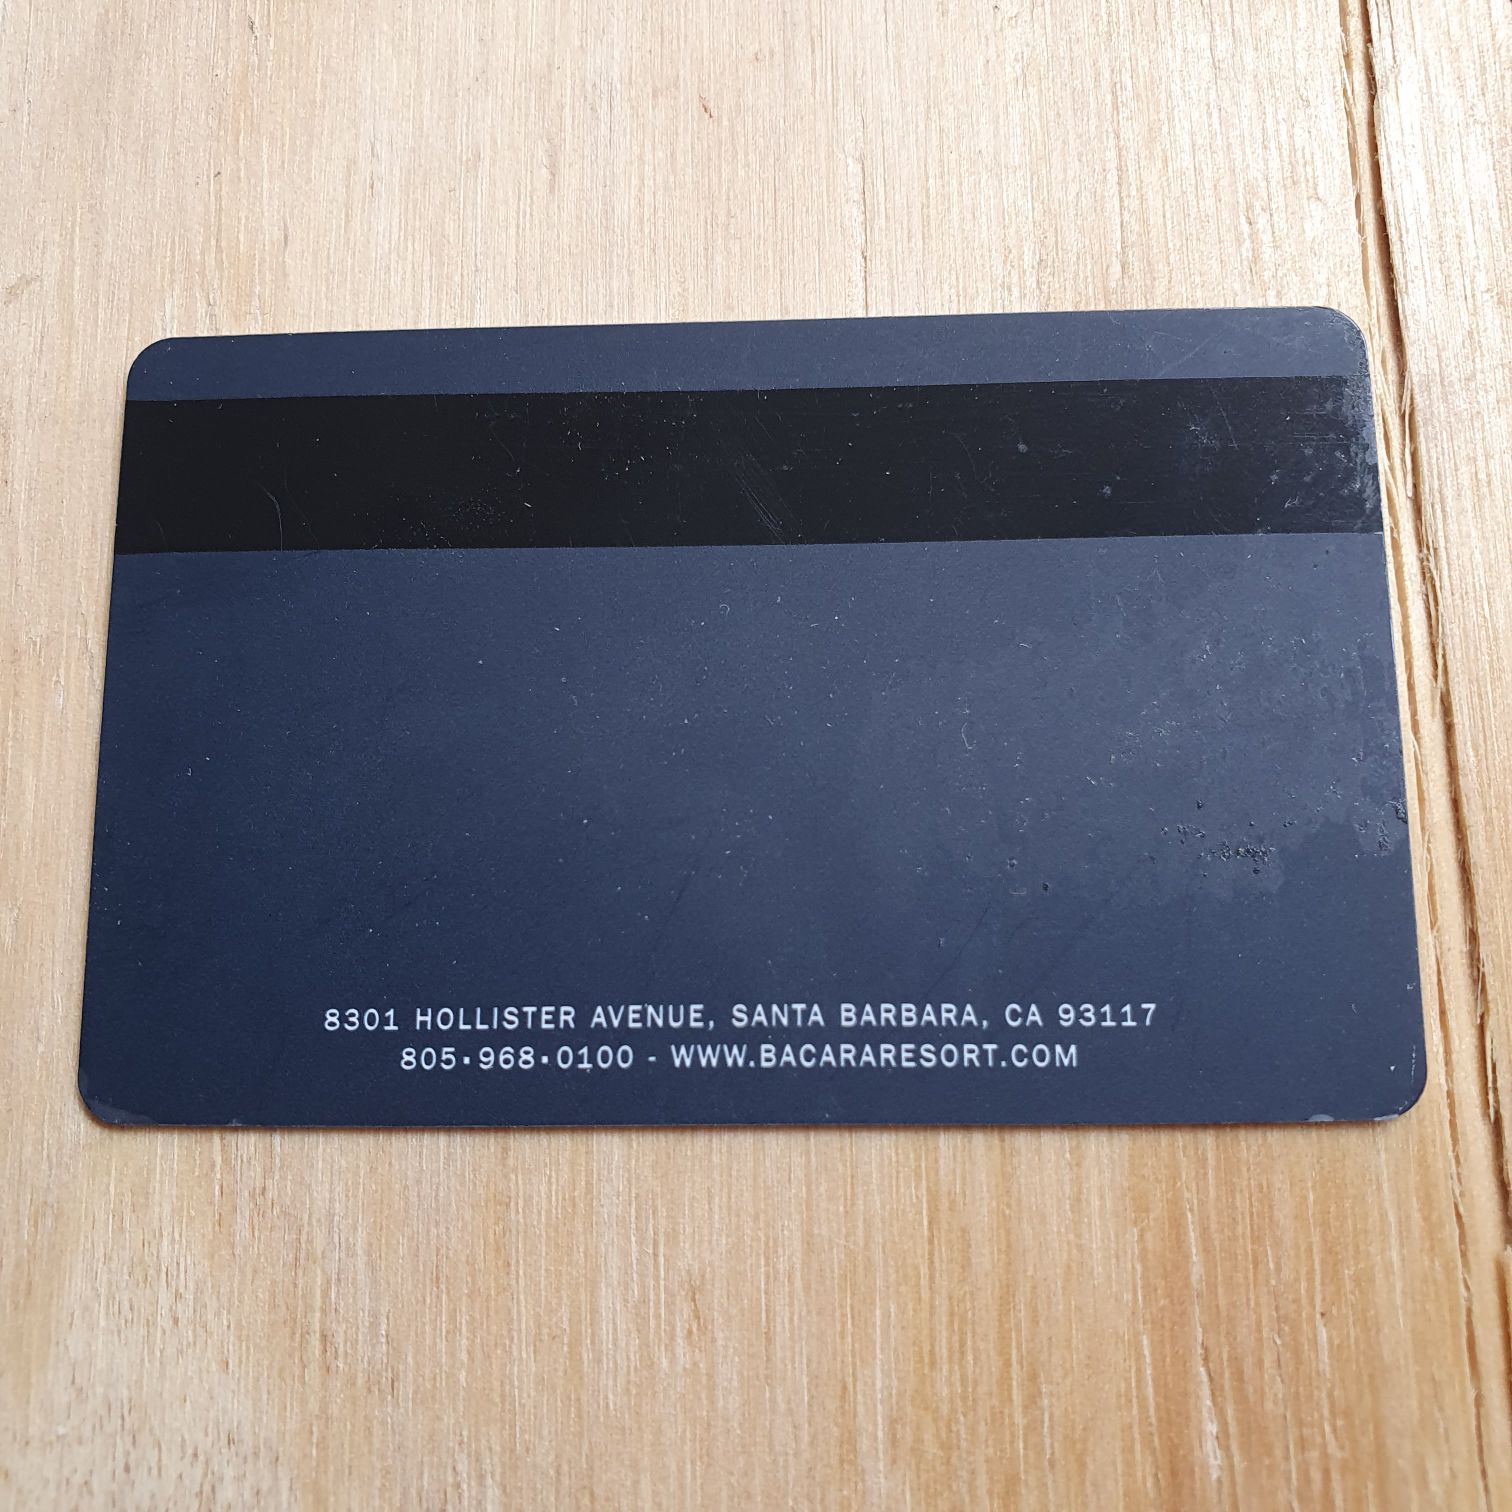 8301 HOLLISTER AVENUE, SANTA BARBARA, CA 93117
805▪968▪0100 - WWW.BACARARESORT.COM